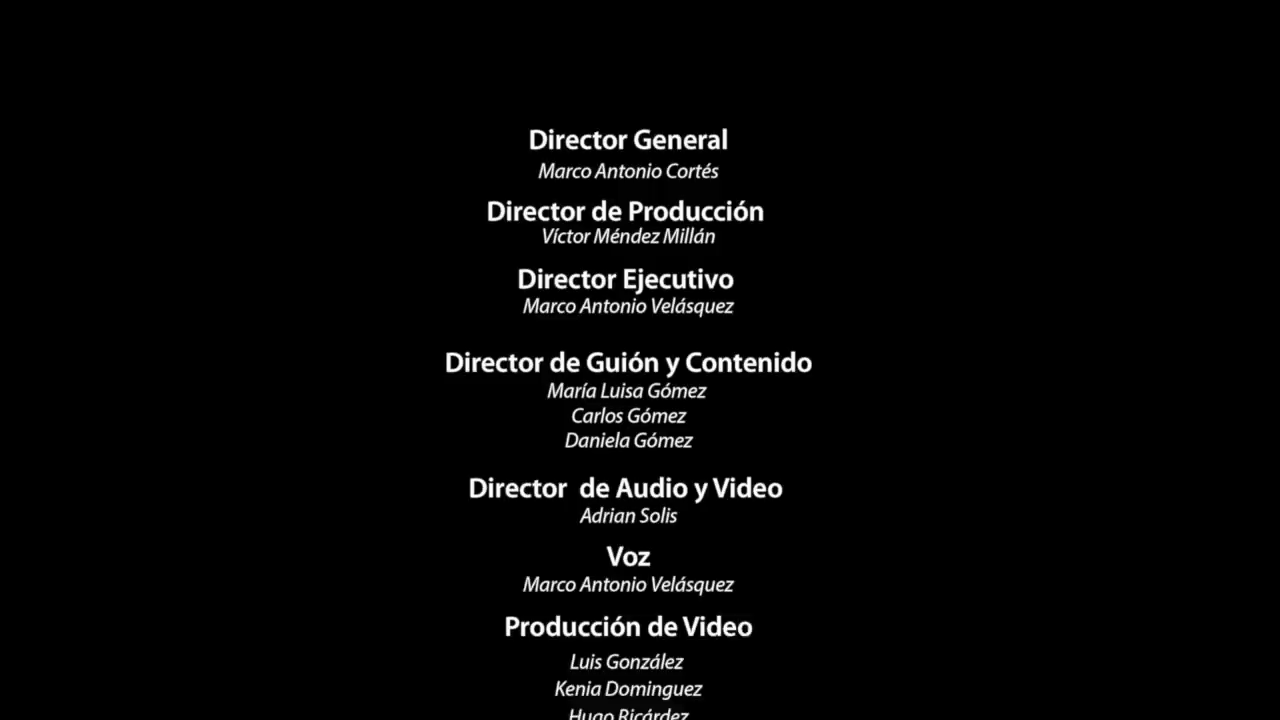 Director General
Marco Antonio Cortés
Director de Producción
Víctor Méndez Millán
Director Ejecutivo
Marco Antonio Velásquez
Director de Guión y Contenido
María Luisa Gómez
Carlos Gómez
Daniela Gómez
Director de Audio y Video
Adrian Solis
Voz
Marco Antonio Velásquez
Producción de Video
Luis González
Kenia Dominguez
Hugo Ricárdez